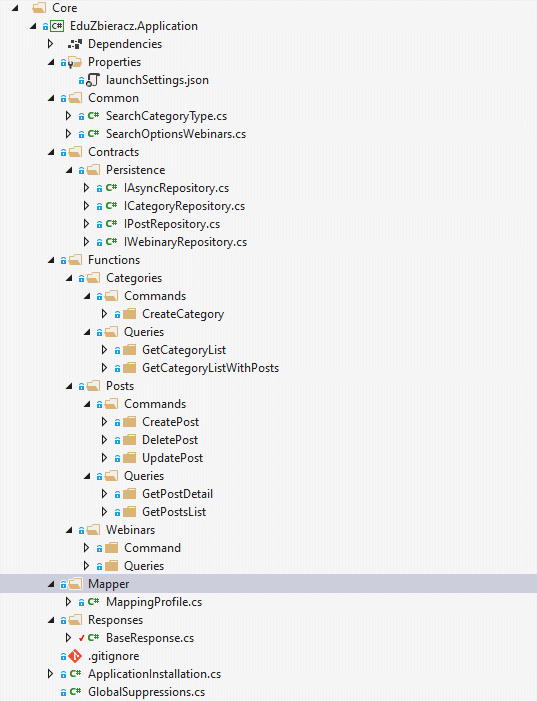 Core
EduZbieracz.Application
Dependencies
Properties
launchSettings.json
Common
SearchCategoryType.cs
SearchOptionsWebinars.cs
Contracts
Persistence
IAsyncRepository.cs
ICategoryRepository.cs
IPostRepository.cs
IWebinaryRepository.cs
Functions
Categories
Commands
CreateCategory
Queries
GetCategoryList
GetCategoryListWithPosts
Posts
Commands
CreatePost
DeletePost
UpdatePost
Queries
GetPostDetail
GetPostsList
Webinars
Command
Queries
Mapper
MappingProfile.cs
Responses
BaseResponse.cs
.gitignore
ApplicationInstallation.cs
GlobalSuppressions.cs